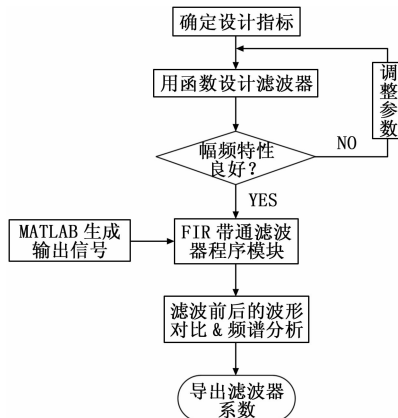 确定设计指标
用函数设计滤波器
调
整
参
数
幅频特性
良好?
NO
YES
MATLAB 生成
输出信号
FIR 带通滤波
器程序模块
滤波前后的波形
对比 & 频谱分析
导出滤波器
系数